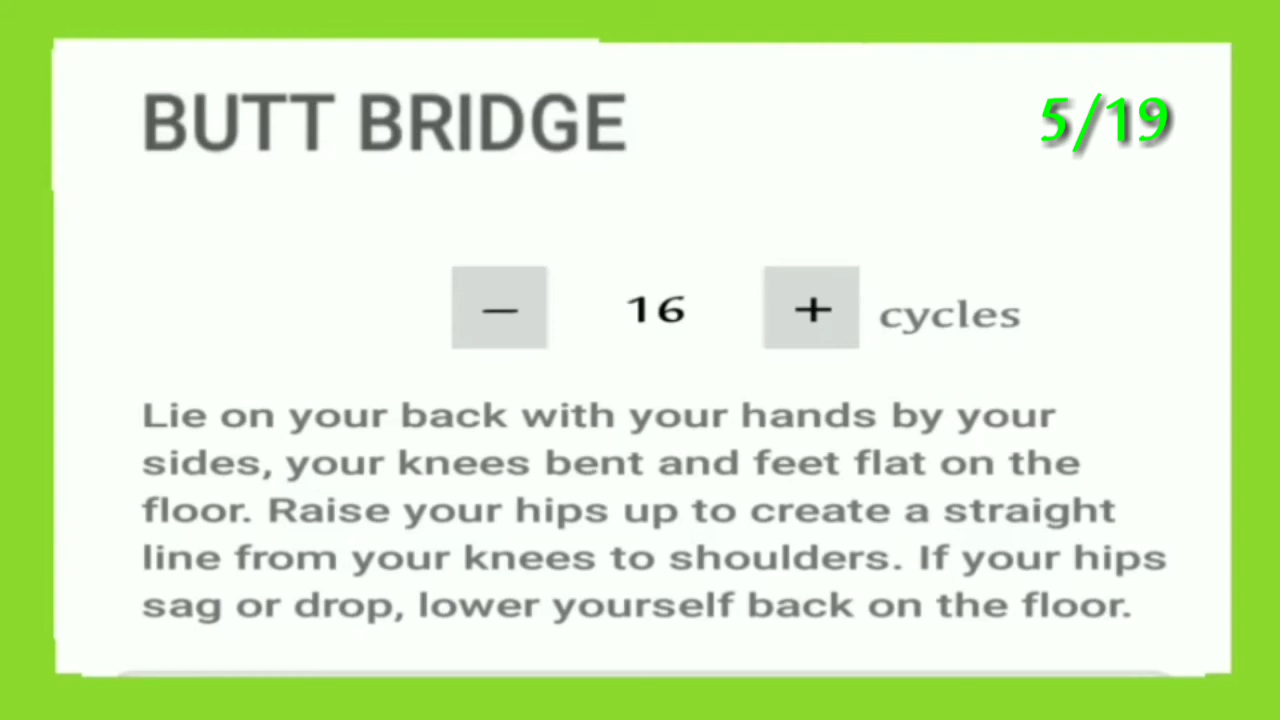 BUTT BRIDGE
5/19
− 16 + cycles
Lie on your back with your hands by your
sides, your knees bent and feet flat on the
floor. Raise your hips up to create a straight
line from your knees to shoulders. If your hips
sag or drop, lower yourself back on the floor.